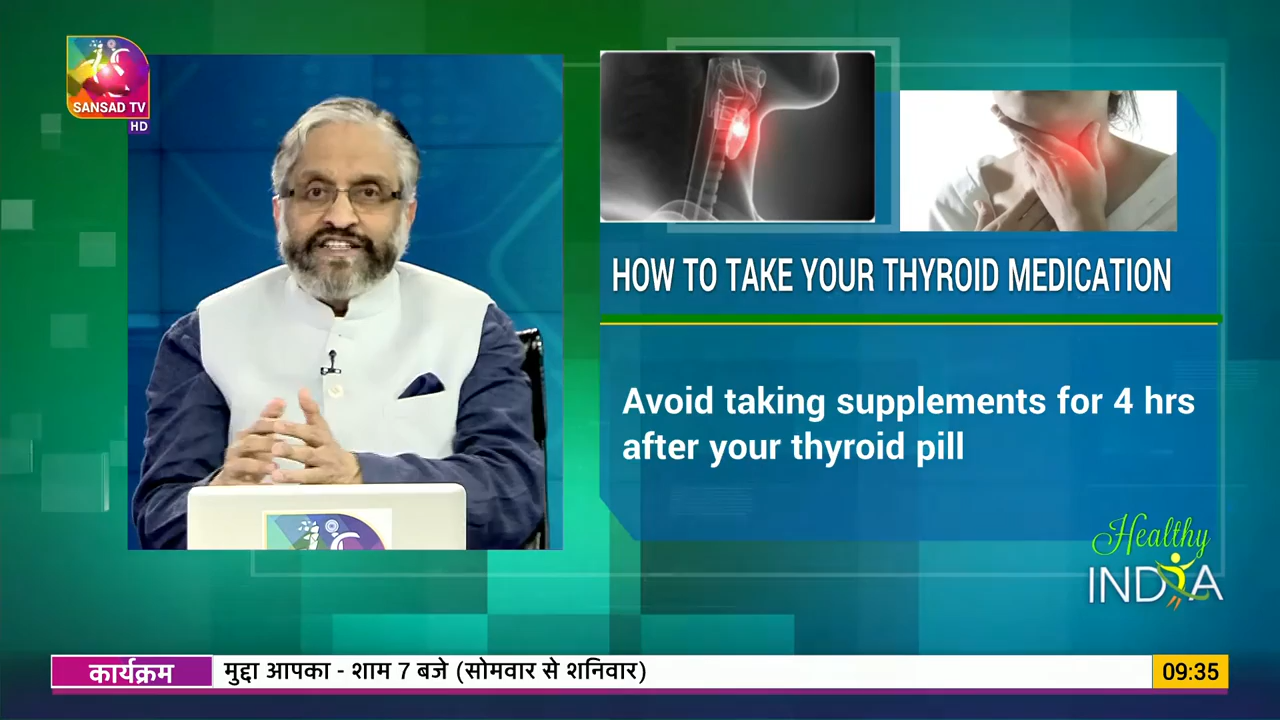 SANSAD TV
HD
HOW TO TAKE YOUR THYROID MEDICATION
Avoid taking supplements for 4 hrs
after your thyroid pill
Healthy
INDIA
कार्यक्रम
मुद्दा आपका - शाम 7 बजे (सोमवार से शनिवार)
09:35